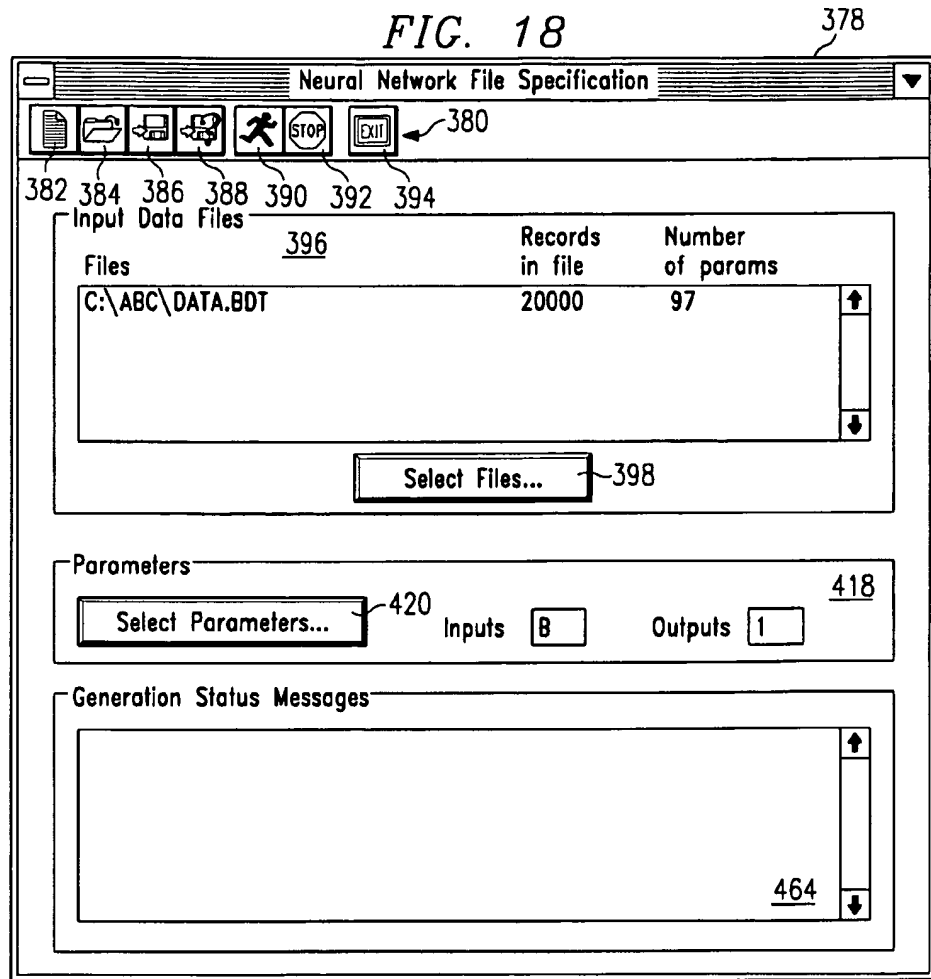 FIG. 18
378
Neural Network File Specification
STOP
EXIT
380
382 384 386 388 390 392 394
Input Data Files
396
Files Records in file Number of params
C:\ABC\DATA.BDT 20000 97
Select Files...
398
Parameters
418
Select Parameters...
420
Inputs B Outputs 1
Generation Status Messages
464